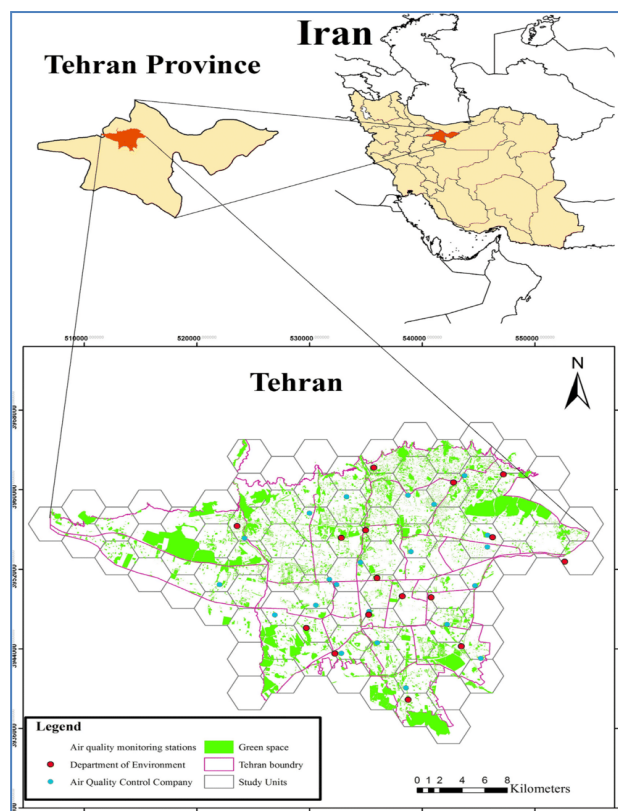 Iran
Tehran Province
510000 520000 530000 540000 550000
Tehran
N
Legend
Air quality monitoring stations
Green space
Department of Environment
Tehran boundry
Air Quality Control Company
Study Units
0 1 2 4 6 8
Kilometers